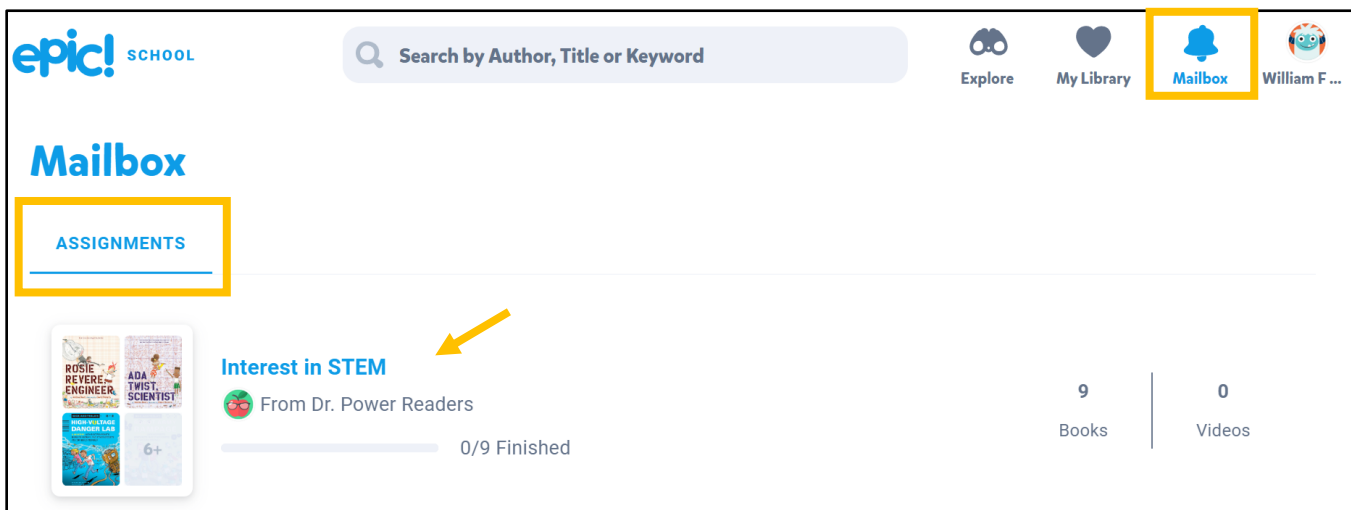 epic! SCHOOL
Search by Author, Title or Keyword
Explore
My Library
Mailbox
William F ...
Mailbox
ASSIGNMENTS
ROSIE
REVERE,
ENGINEER
ADA
TWIST,
SCIENTIST
HIGH-VOLTAGE
DANGER LAB
6+
Interest in STEM
From Dr. Power Readers
0/9 Finished
9
Books
0
Videos